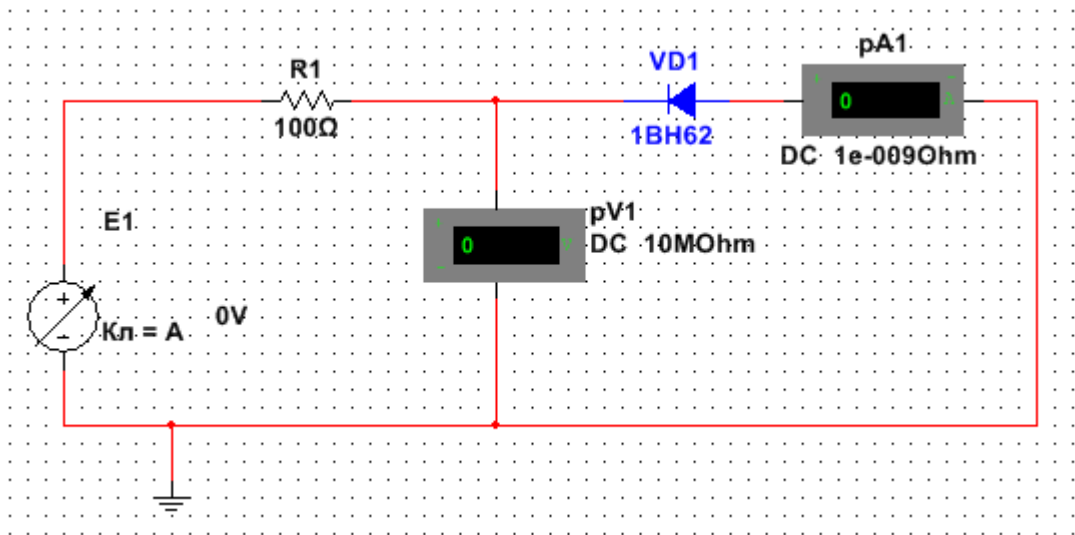 pA1
VD1
R1
0
A
100Ω
1BH62
DC 1e-009Ohm
pV1
E1
0
V
DC 10MOhm
0V
Кл = A